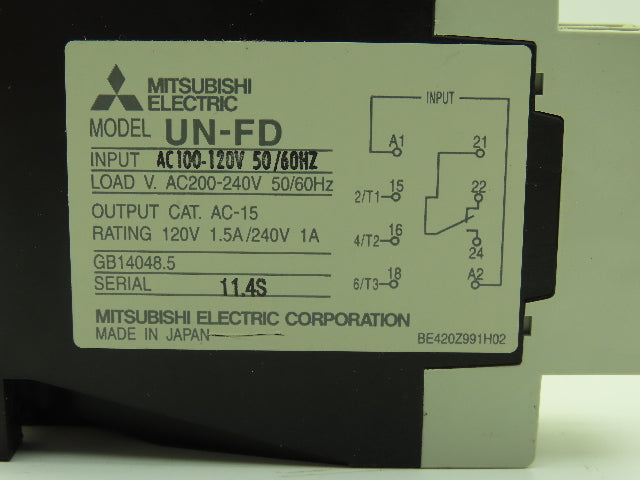 MITSUBISHI
ELECTRIC
MODEL UN-FD
INPUT AC100-120V 50/60HZ
LOAD V. AC200-240V 50/60Hz
OUTPUT CAT. AC-15
RATING 120V 1.5A/240V 1A
GB14048.5
SERIAL 11.4S
MITSUBISHI ELECTRIC CORPORATION
MADE IN JAPAN
INPUT
A1 21
2/T1 15 22
4/T2 16 24
6/T3 18 A2
BE420Z991H02